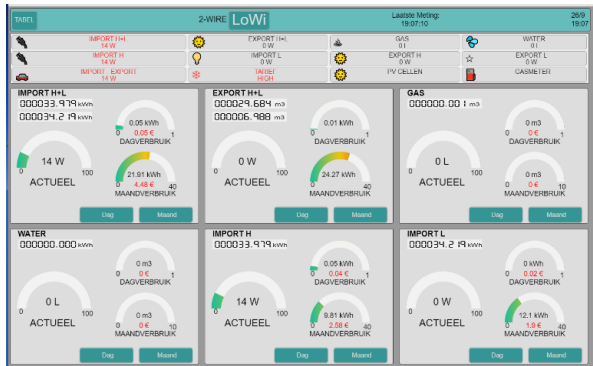 TABEL 2-WIRE LoWi Laatste Meting: 26/9
19:07:10 19:07
IMPORT H+L EXPORT H+L GAS WATER
14 W 0 W 0 l 0 l
IMPORT H IMPORT L EXPORT H EXPORT L
14 W 0 W 0 W 0 W
IMPORT EXPORT TARIEF PV CELLEN GASMETER
14 W HIGH
IMPORT H+L
000033.979 kWh
000034.219 kWh
0.05 kWh
0 0.05 € 1
DAGVERBRUIK
14 W
0 100
ACTUEEL
21.91 kWh
0 4.48 € 40
MAANDVERBRUIK
Dag Maand
EXPORT H+L
000029.684 m3
000006.988 m3
0.01 kWh
0 1
DAGVERBRUIK
0 W
0 100
ACTUEEL
24.27 kWh
0 40
MAANDVERBRUIK
Dag Maand
GAS
000000.001 m3
0 m3
0 0 € 1
DAGVERBRUIK
0 L
0 100
ACTUEEL
0 m3
0 0 € 10
MAANDVERBRUIK
Dag Maand
WATER
000000.000 kWh
0 m3
0 0 € 1
DAGVERBRUIK
0 L
0 100
ACTUEEL
0 m3
0 0 € 10
MAANDVERBRUIK
Dag Maand
IMPORT H
000033.979 kWh
0.05 kWh
0 0.04 € 1
DAGVERBRUIK
14 W
0 100
ACTUEEL
9.81 kWh
0 2.58 € 40
MAANDVERBRUIK
Dag Maand
IMPORT L
000034.219 kWh
0 kWh
0 0.02 € 1
DAGVERBRUIK
0 W
0 100
ACTUEEL
12.1 kWh
0 1.9 € 40
MAANDVERBRUIK
Dag Maand